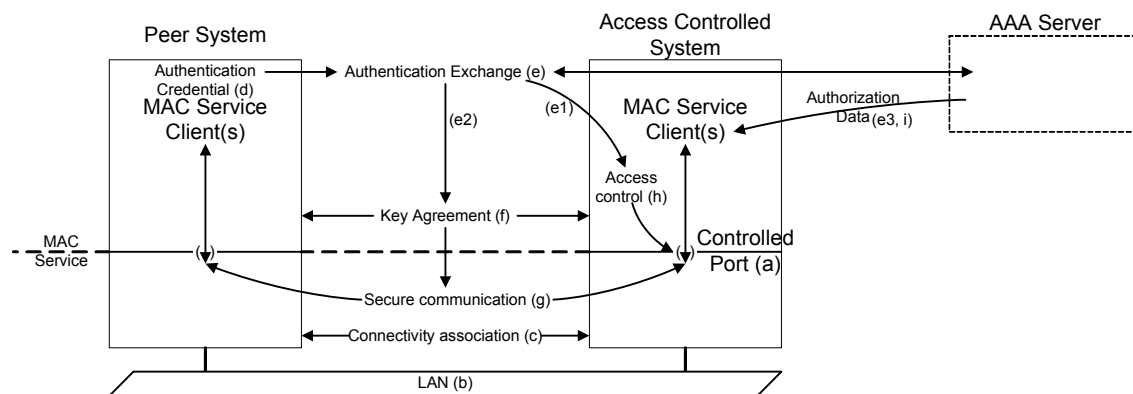 Peer System
Access Controlled
System
AAA Server
Authentication
Credential (d)
Authentication Exchange (e)
MAC Service
Client(s)
(e2)
(e1)
MAC Service
Client(s)
Authorization
Data (e3, i)
Access
control (h)
Key Agreement (f)
MAC
Service
( )
( )
Controlled
Port (a)
Secure communication (g)
Connectivity association (c)
LAN (b)